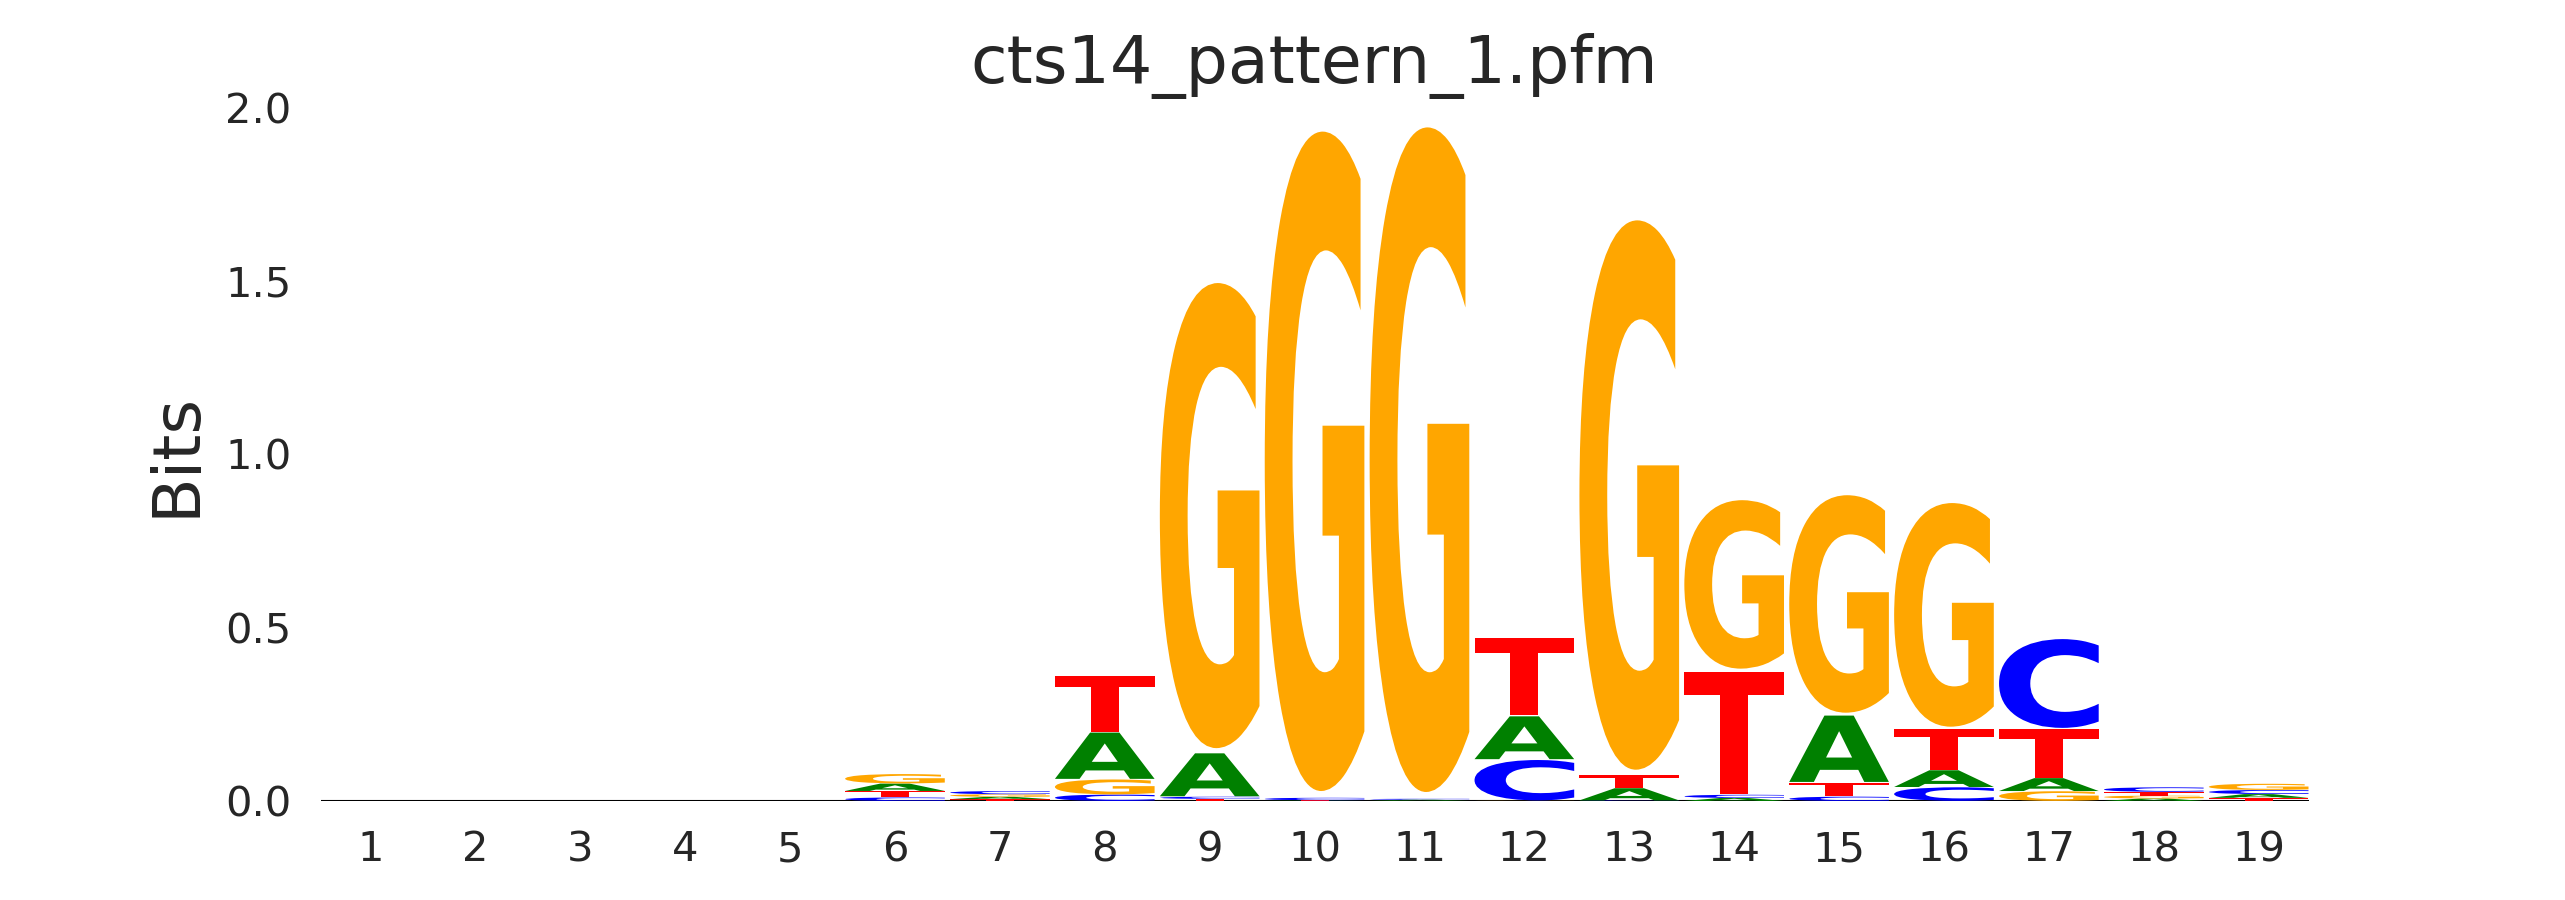 cts14_pattern_1.pfm
2.0
1.5
1.0
0.5
0.0
Bits
G A T C
C G A T
T A G C
G A C T
G C T
G A
T A C
G T A
G T C A
G A T C
G T A C
C T A G
C T G A
G C A T
1 2 3 4 5 6 7 8 9 10 11 12 13 14 15 16 17 18 19